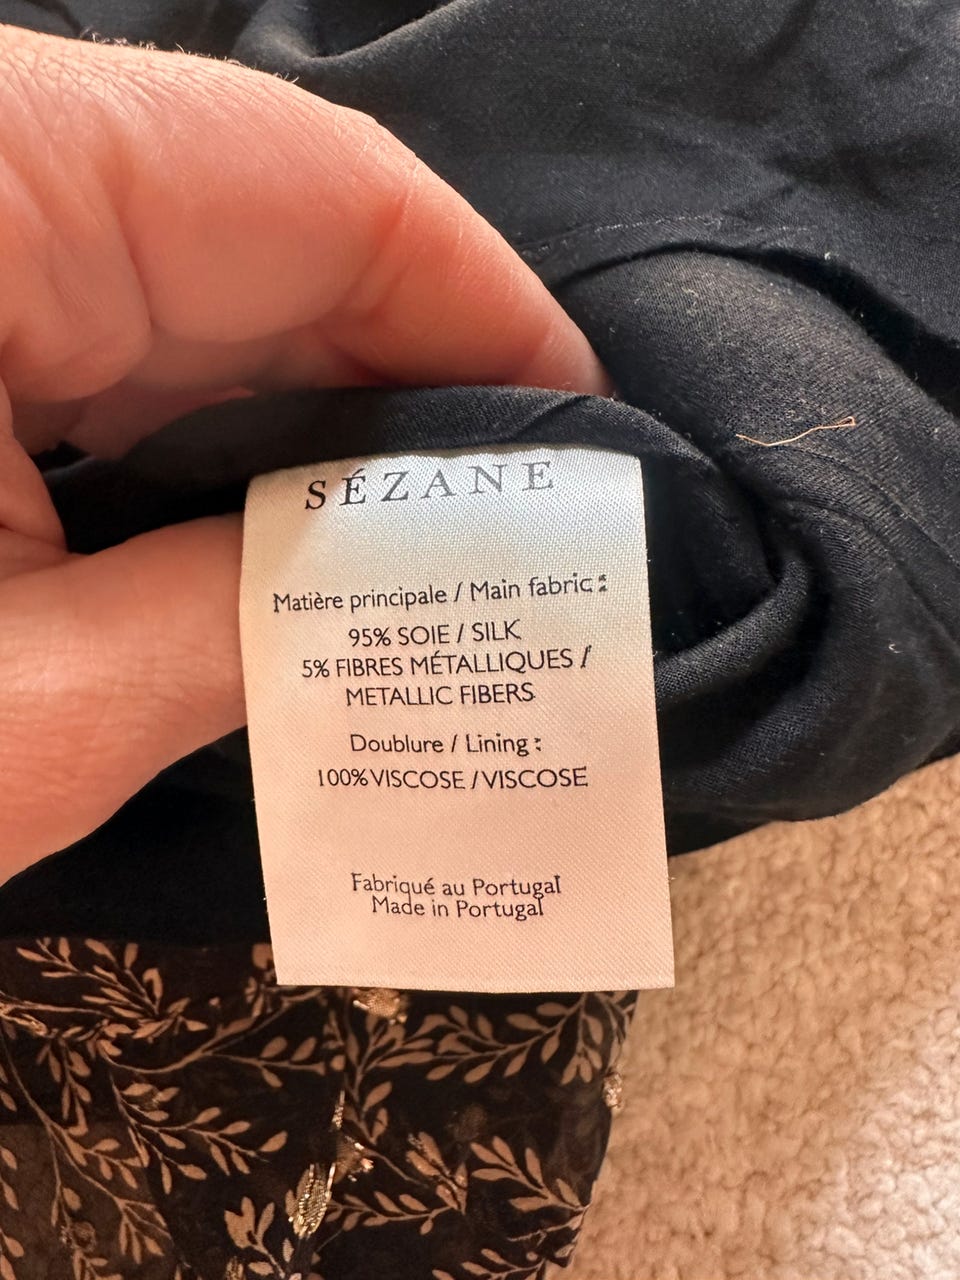 SÉZANE
Matière principale / Main fabric :
95% SOIE / SILK
5% FIBRES MÉTALLIQUES /
METALLIC FIBERS
Doublure / Lining :
100% VISCOSE / VISCOSE
Fabriqué au Portugal
Made in Portugal